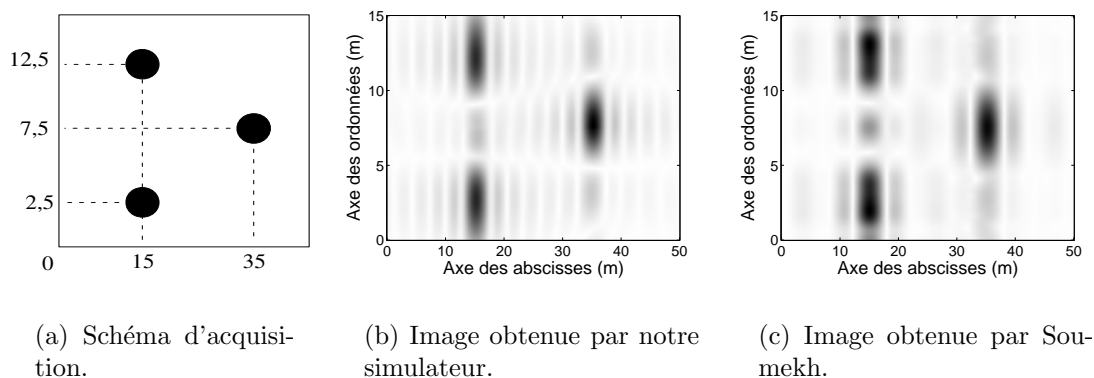 12,5
7,5
2,5
0
15
35
Axe des ordonnées (m)
15
10
5
0
0 10 20 30 40 50
Axe des abscisses (m)
Axe des ordonnées (m)
15
10
5
0
0 10 20 30 40 50
Axe des abscisses (m)
(a) Schéma d'acquisi-
tion.
(b) Image obtenue par notre
simulateur.
(c) Image obtenue par Sou-
mekh.